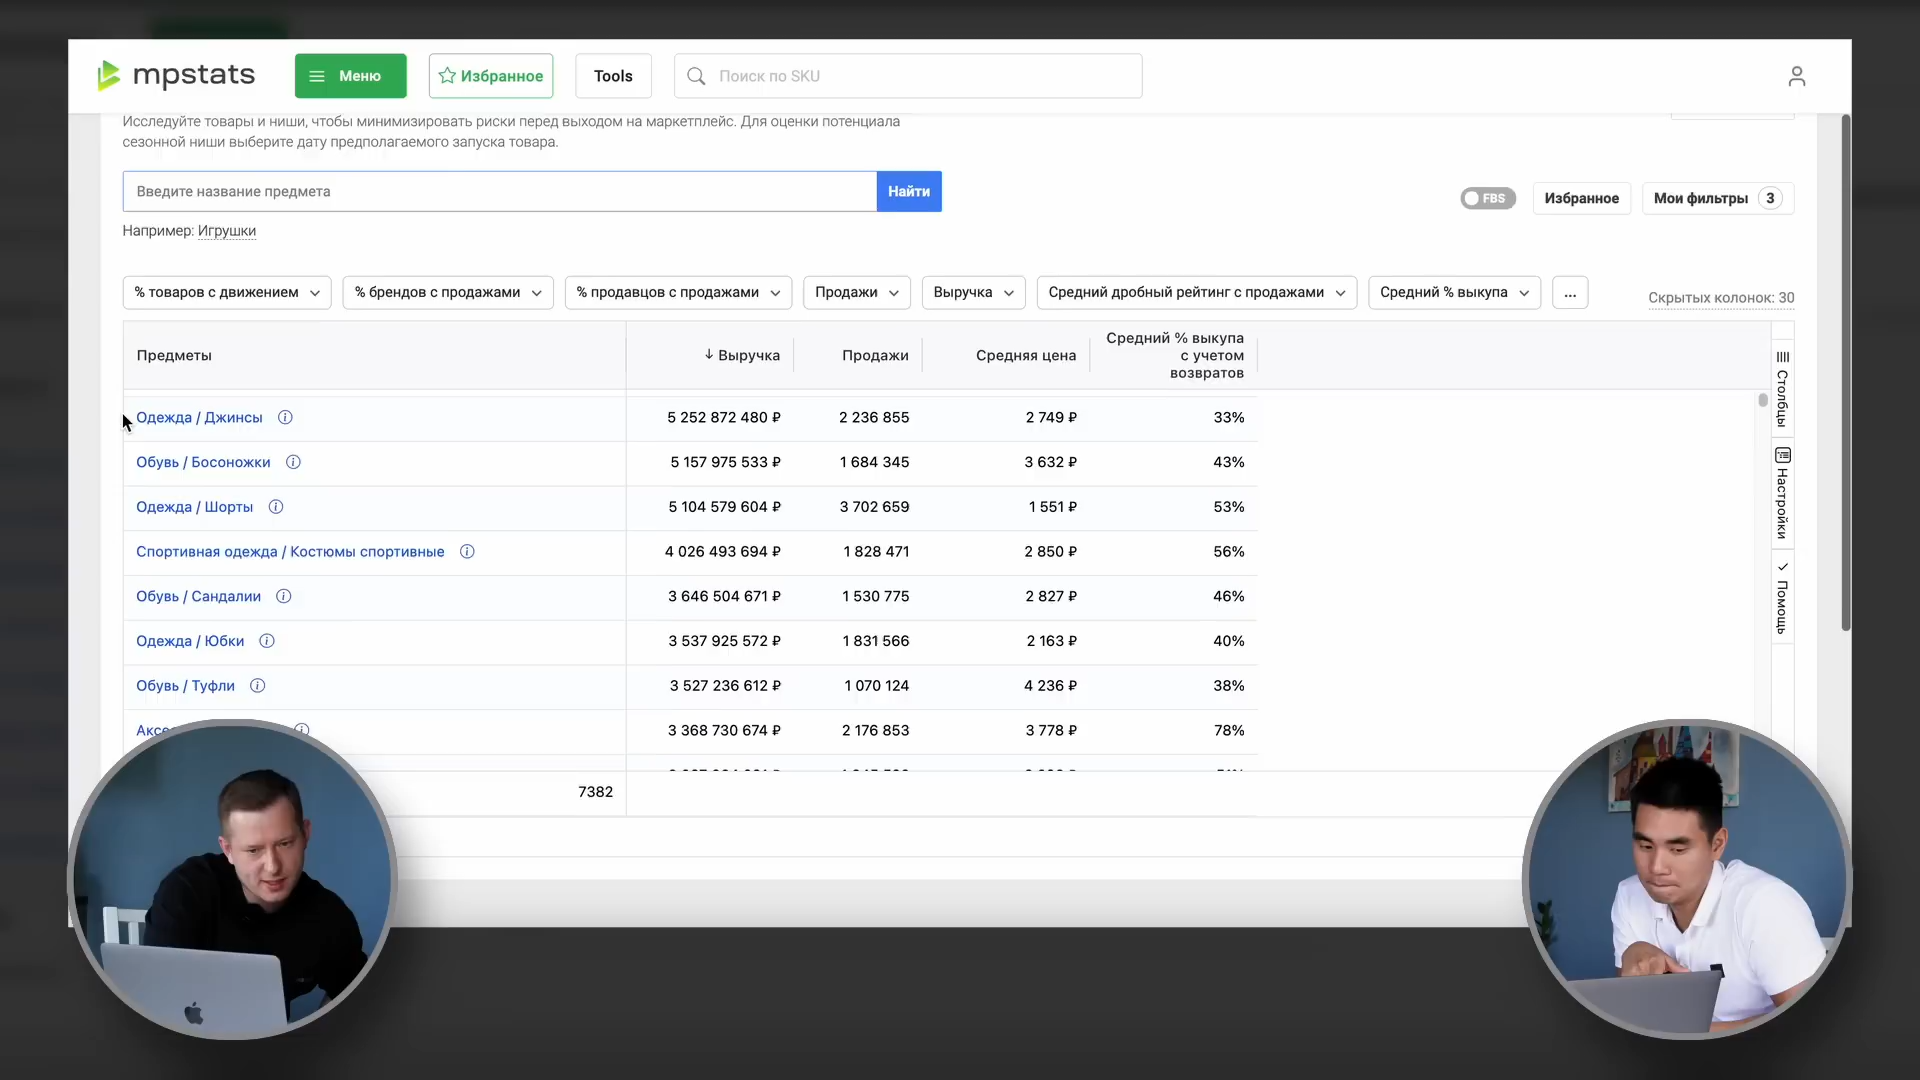 mpstats
Меню
Избранное
Tools
Поиск по SKU
Исследуйте товары и ниши, чтобы минимизировать риски перед выходом на маркетплейс. Для оценки потенциала
сезонной ниши выберите дату предполагаемого запуска товара.
Введите название предмета
Найти
FBS
Избранное
Мои фильтры 3
Например: Игрушки
% товаров с движением
% брендов с продажами
% продавцов с продажами
Продажи
Выручка
Средний дробный рейтинг с продажами
Средний % выкупа
...
Скрытых колонок: 30
Предметы
↓ Выручка
Продажи
Средняя цена
Средний % выкупа
с учетом
возвратов
Одежда / Джинсы 5 252 872 480 ₽ 2 236 855 2 749 ₽ 33%
Обувь / Босоножки 5 157 975 533 ₽ 1 684 345 3 632 ₽ 43%
Одежда / Шорты 5 104 579 604 ₽ 3 702 659 1 551 ₽ 53%
Спортивная одежда / Костюмы спортивные 4 026 493 694 ₽ 1 828 471 2 850 ₽ 56%
Обувь / Сандалии 3 646 504 671 ₽ 1 530 775 2 827 ₽ 46%
Одежда / Юбки 3 537 925 572 ₽ 1 831 566 2 163 ₽ 40%
Обувь / Туфли 3 527 236 612 ₽ 1 070 124 4 236 ₽ 38%
Аксе 3 368 730 674 ₽ 2 176 853 3 778 ₽ 78%
7382
Столбцы
Настройки
Помощь